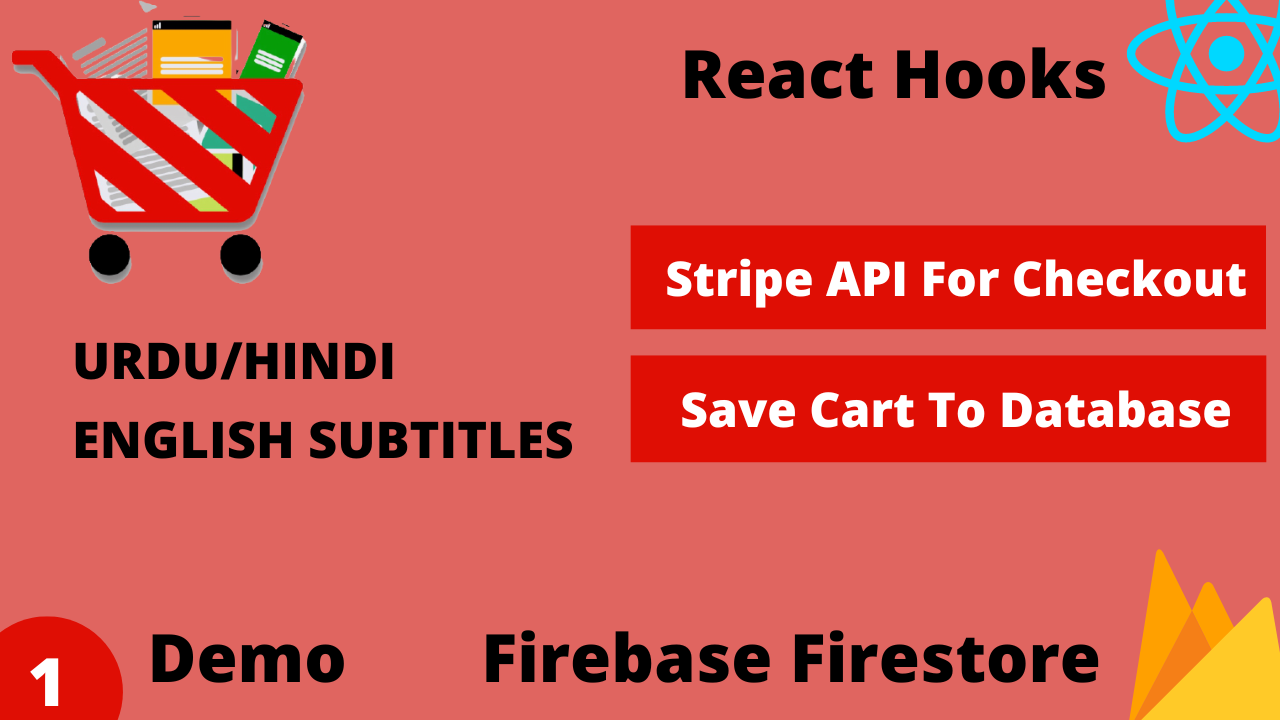 React Hooks
Stripe API For Checkout
URDU/HINDI
Save Cart To Database
ENGLISH SUBTITLES
1
Demo
Firebase Firestore